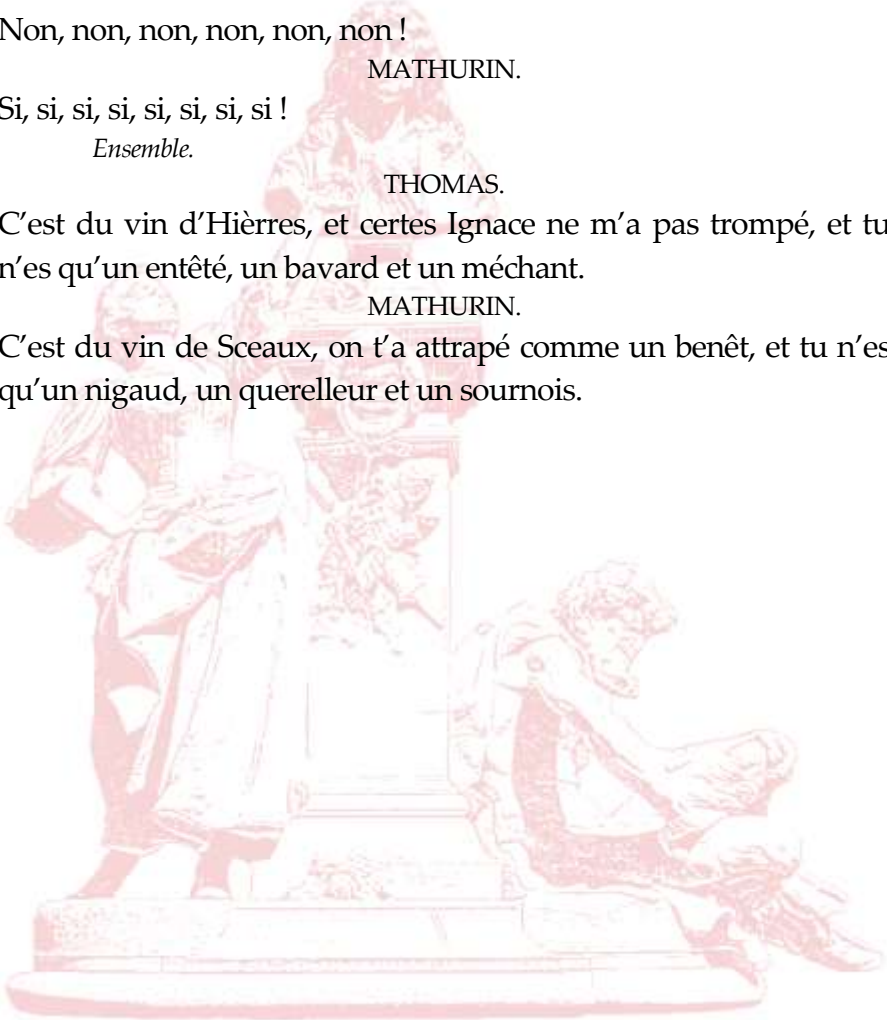 Non, non, non, non, non, non !
MATHURIN.
Si, si, si, si, si, si, si, si !
Ensemble.
THOMAS.
C’est du vin d’Hièrres, et certes Ignace ne m’a pas trompé, et tu
n’es qu’un entêté, un bavard et un méchant.
MATHURIN.
C’est du vin de Sceaux, on t’a attrapé comme un benêt, et tu n’es
qu’un nigaud, un querelleur et un sournois.